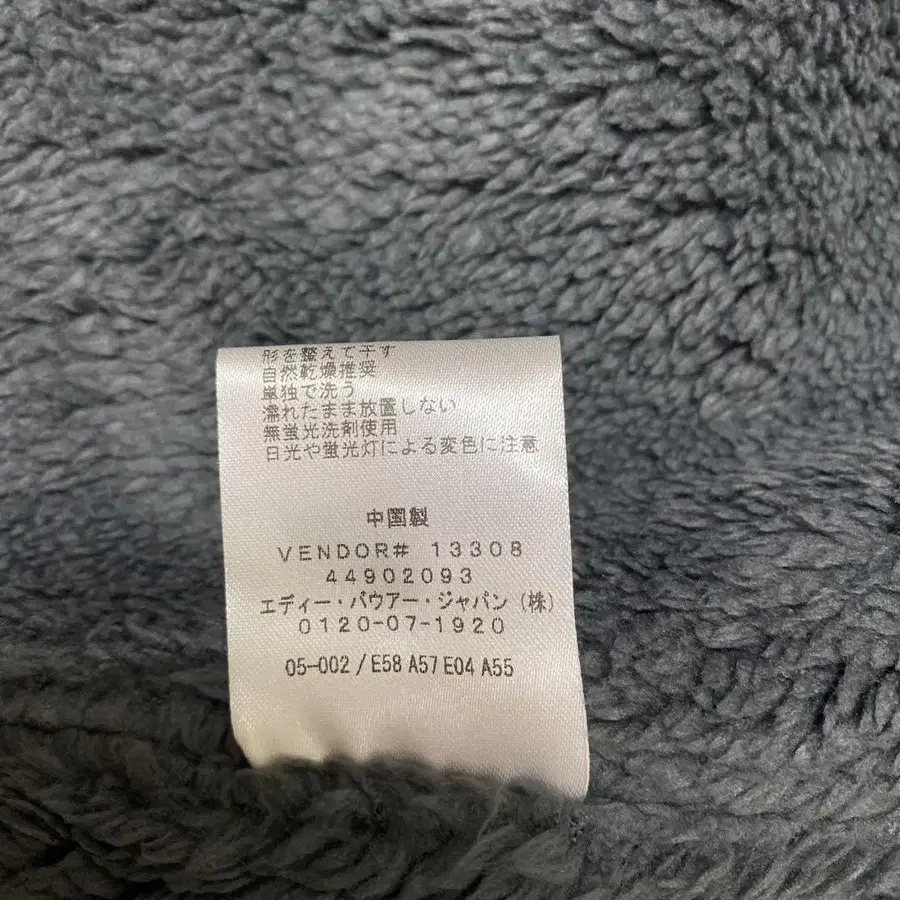 形を整えて干す
自然乾燥推奨
単独で洗う
濡れたまま放置しない
無蛍光洗剤使用
日光や蛍光灯による変色に注意
中国製
VENDOR# 13308
44902093
エディー・バウアー・ジャパン(株)
0120-07-1920
05-002/E58 A57 E04 A55